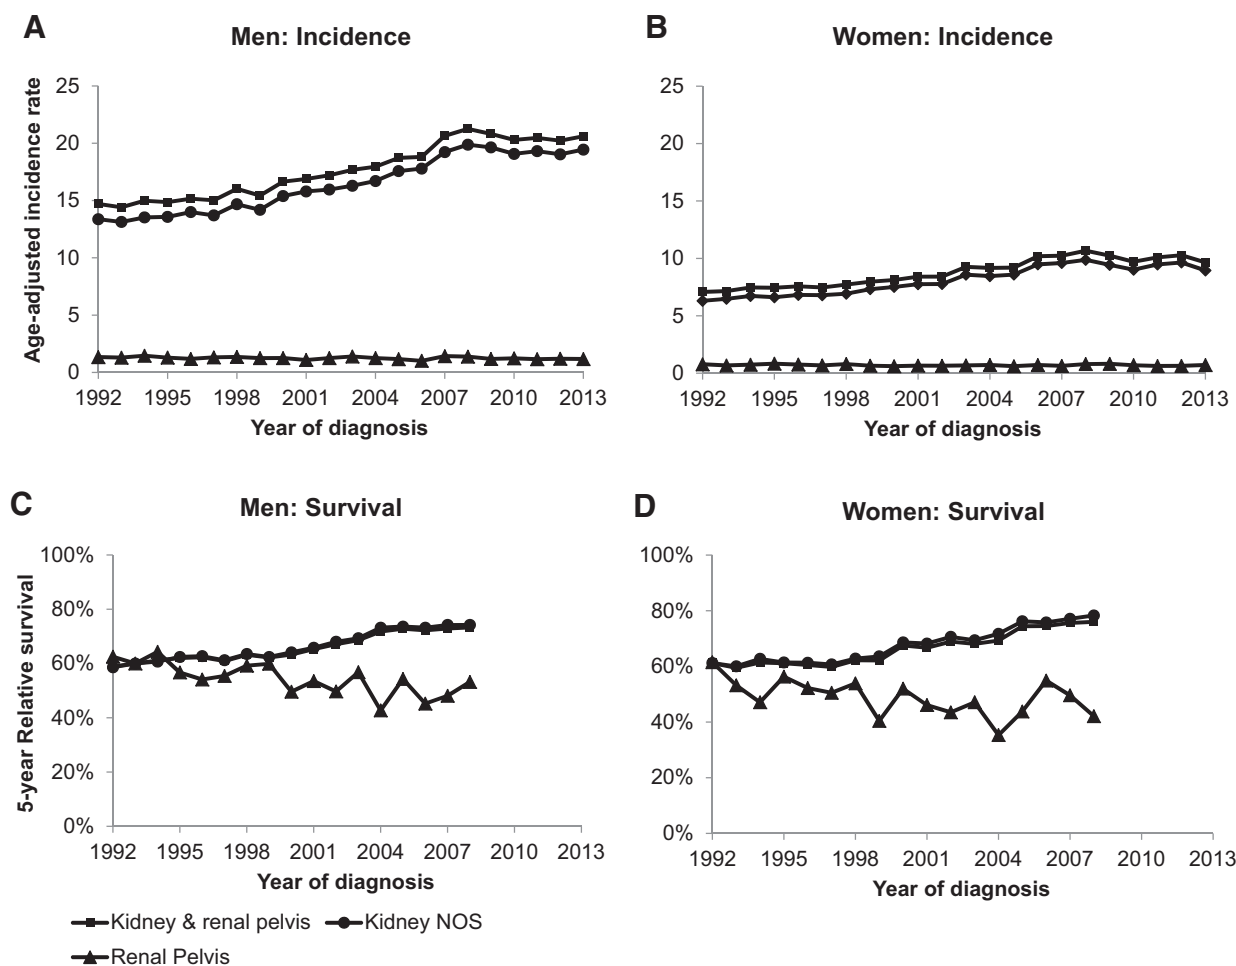 A
Men: Incidence
Age-adjusted incidence rate
25
20
15
10
5
0
1992 1995 1998 2001 2004 2007 2010 2013
Year of diagnosis
B
Women: Incidence
25
20
15
10
5
0
1992 1995 1998 2001 2004 2007 2010 2013
Year of diagnosis
C
Men: Survival
5-year Relative survival
100%
80%
60%
40%
20%
0%
1992 1995 1998 2001 2004 2007 2010 2013
Year of diagnosis
D
Women: Survival
100%
80%
60%
40%
20%
0%
1992 1995 1998 2001 2004 2007 2010 2013
Year of diagnosis
Kidney & renal pelvis Kidney NOS
Renal Pelvis